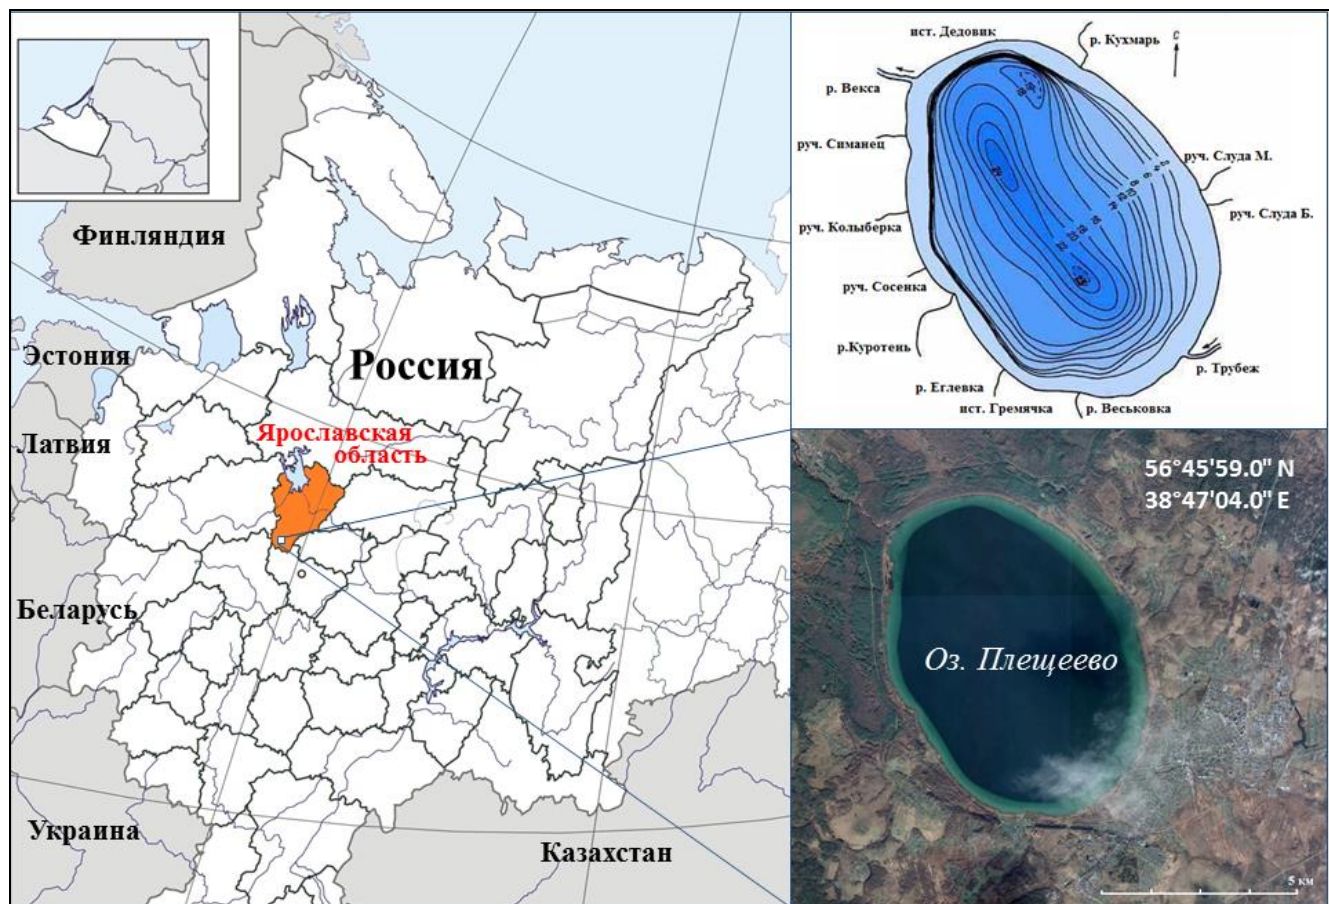 Финляндия
Эстония
Россия
Латвия
Ярославская
область
Беларусь
Украина
Казахстан
ист. Дедовик
р. Кухмарь
С
р. Векса
руч. Симанец
руч. Слуда М.
руч. Слуда Б.
руч. Колыберка
руч. Сосенка
р.Куротень
р. Трубеж
р. Еглевка
ист. Гремячка
р. Веськовка
56°45'59.0" N
38°47'04.0" E
Оз. Плещеево
5 км